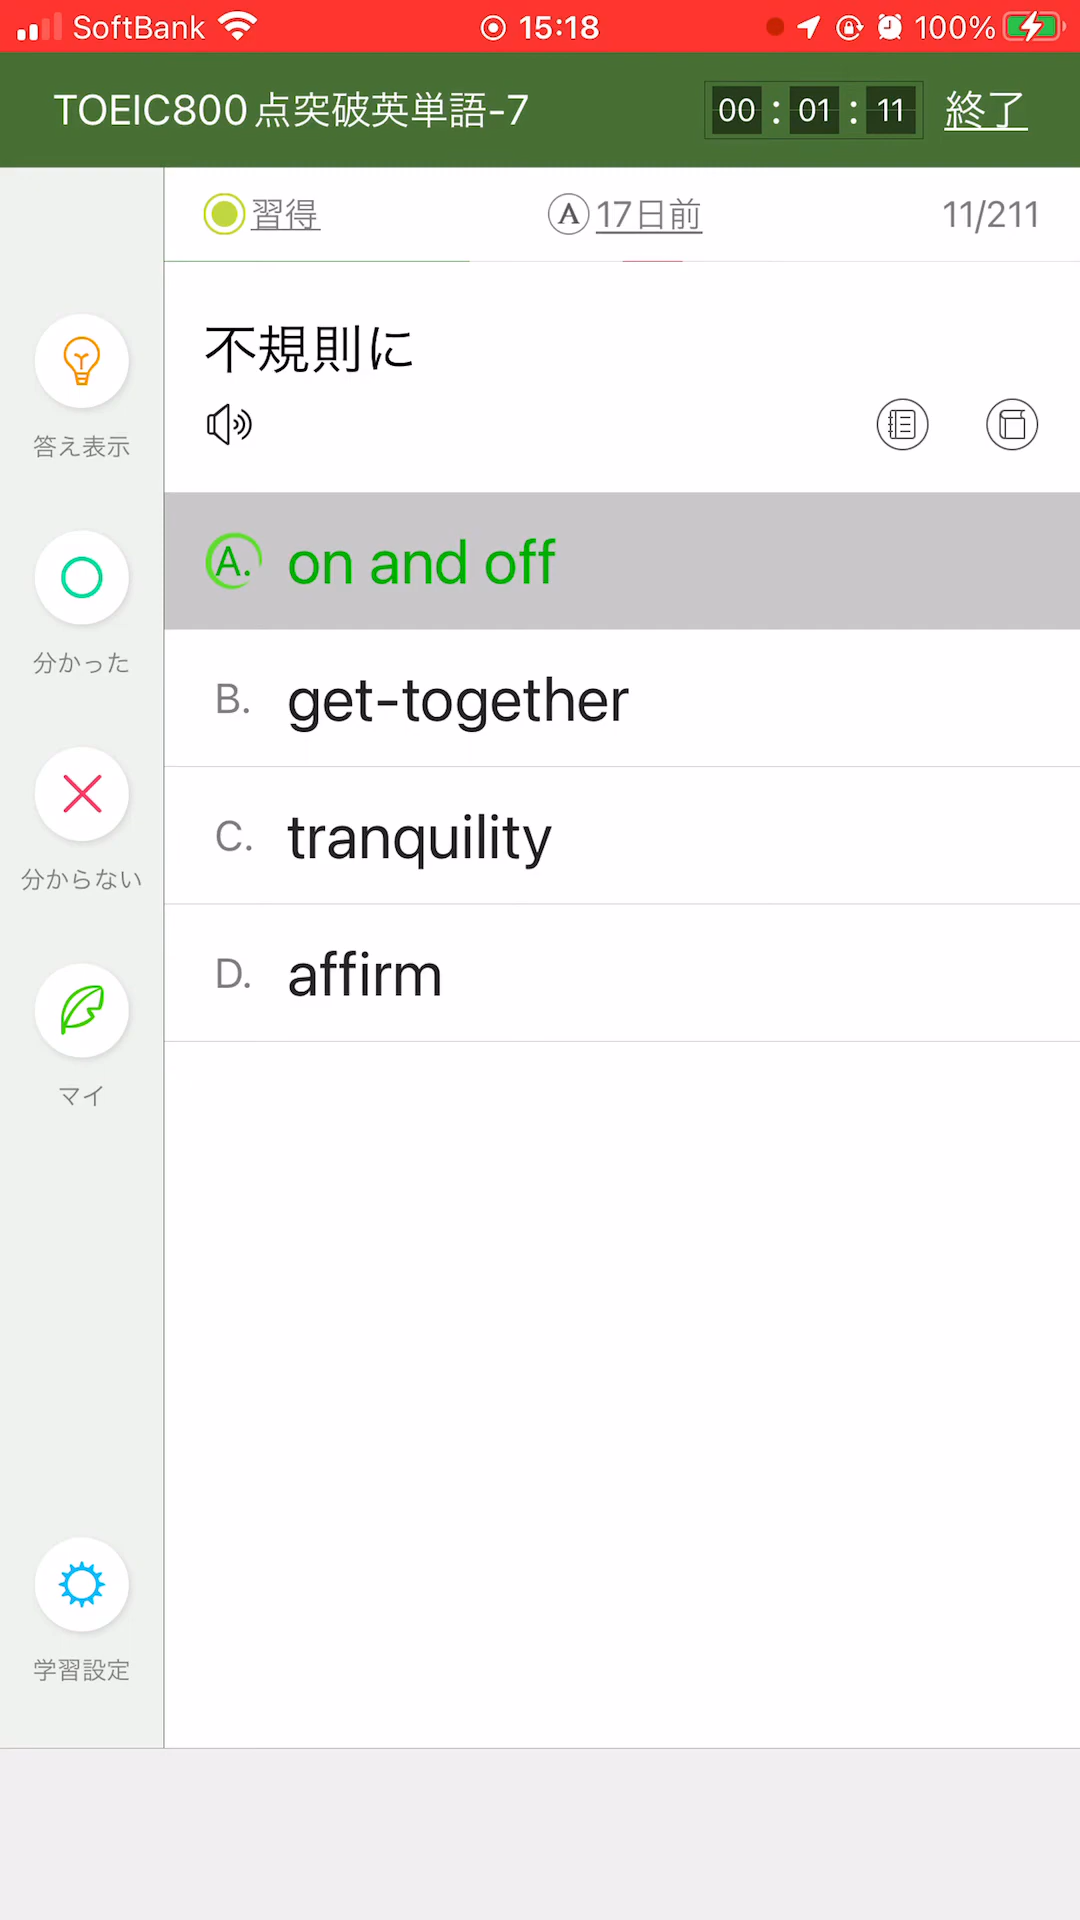 SoftBank 15:18 100%
TOEIC800点突破英単語-7 00:01:11 終了
習得 A 17日前 11/211
不規則に
答え表示
A. on and off
分かった
B. get-together
C. tranquility
分からない
D. affirm
マイ
学習設定